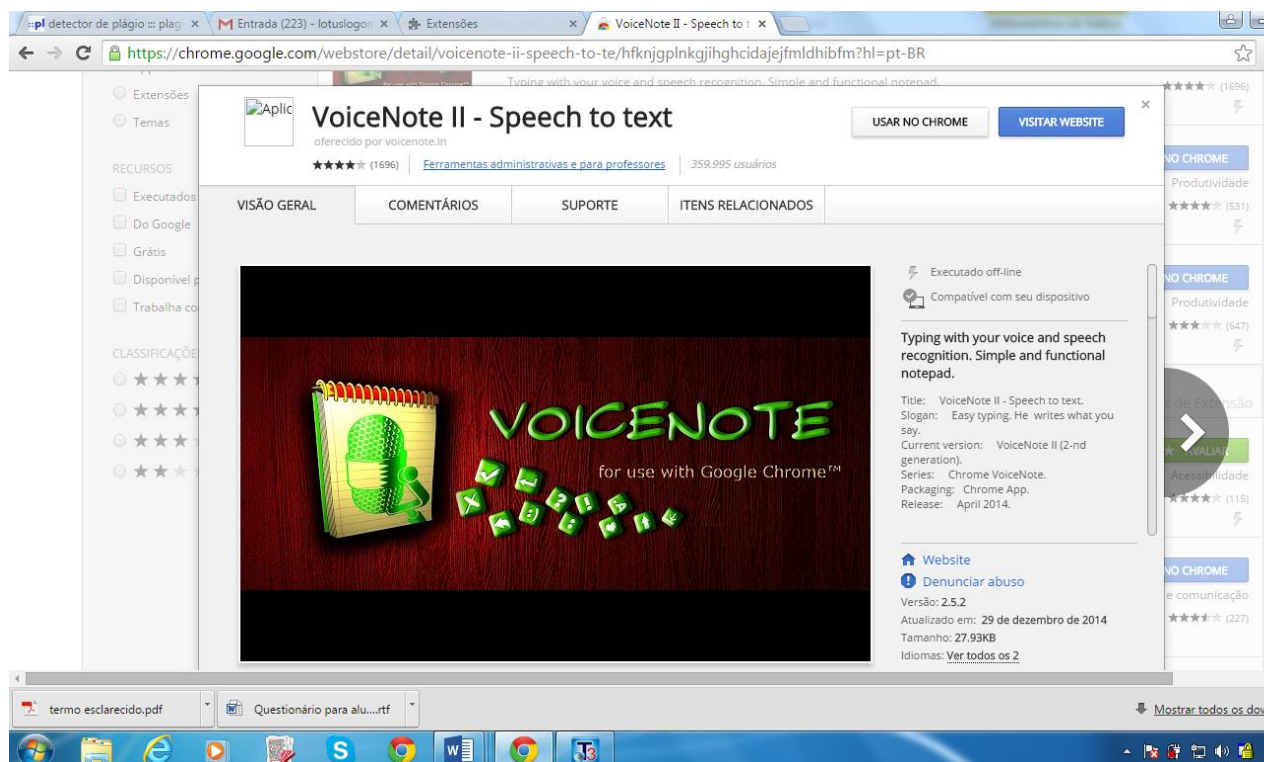 detector de plágio ::: plag
Entrada (223) - lotuslogon
Extensões
VoiceNote II - Speech to t
https://chrome.google.com/webstore/detail/voicenote-ii-speech-to-te/hfknjgplnkgjihghcidajejfmldhibfm?hl=pt-BR
Typing with your voice and speech recognition. Simple and functional notepad.
(1696)
Extensões
Temas
RECURSOS
Executados
Do Google
Grátis
Disponível p
Trabalha co
CLASSIFICAÇÕE
Aplic
VoiceNote II - Speech to text
oferecido por voicenote.in
(1696) Ferramentas administrativas e para professores 359.995 usuários
USAR NO CHROME VISITAR WEBSITE
VISÃO GERAL COMENTÁRIOS SUPORTE ITENS RELACIONADOS
VOICENOTE
for use with Google Chrome™
Executado off-line
Compatível com seu dispositivo
Typing with your voice and speech
recognition. Simple and functional
notepad.
Title: VoiceNote II - Speech to text.
Slogan: Easy typing. He writes what you
say.
Current version: VoiceNote II (2-nd
generation).
Series: Chrome VoiceNote.
Packaging: Chrome App.
Release: April 2014.
Website
Denunciar abuso
Versão: 2.5.2
Atualizado em: 29 de dezembro de 2014
Tamanho: 27.93KB
Idiomas: Ver todos os 2
NO CHROME
Produtividade
(531)
NO CHROME
Produtividade
(647)
s de Extensão
AVALIAR
Acessibilidade
(115)
NO CHROME
e comunicação
(227)
termo esclarecido.pdf
Questionário para alu....rtf
Mostrar todos os dow